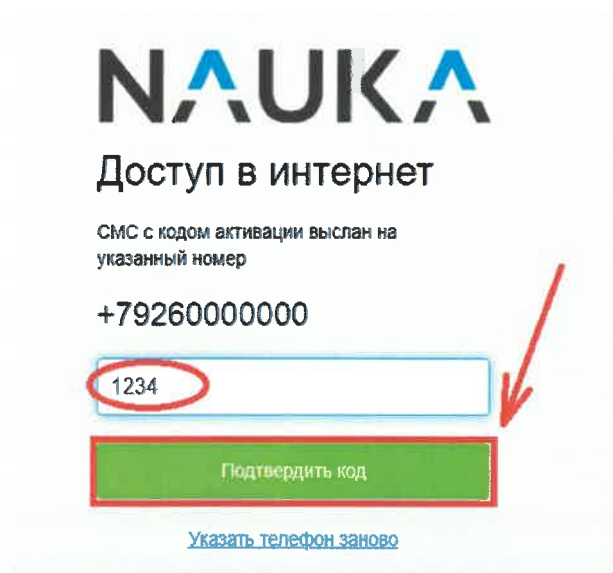 NAUKA
Доступ в интернет
СМС с кодом активации выслан на
указанный номер
+79260000000
1234
Подтвердить код
Указать телефон заново